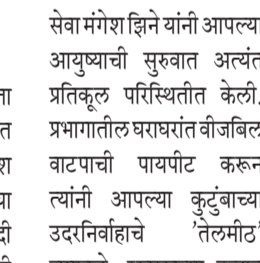 सेवा मंगेश झिने यांनी आपल्या
आयुष्याची सुरुवात अत्यंत
प्रतिकूल परिस्थितीत केली.
प्रभागातील घराघरांत वीजबिल
वाटपाची पायपीट करून
त्यांनी आपल्या कुटुंबाच्या
उदरनिर्वाहाचे 'तेलमीठ'